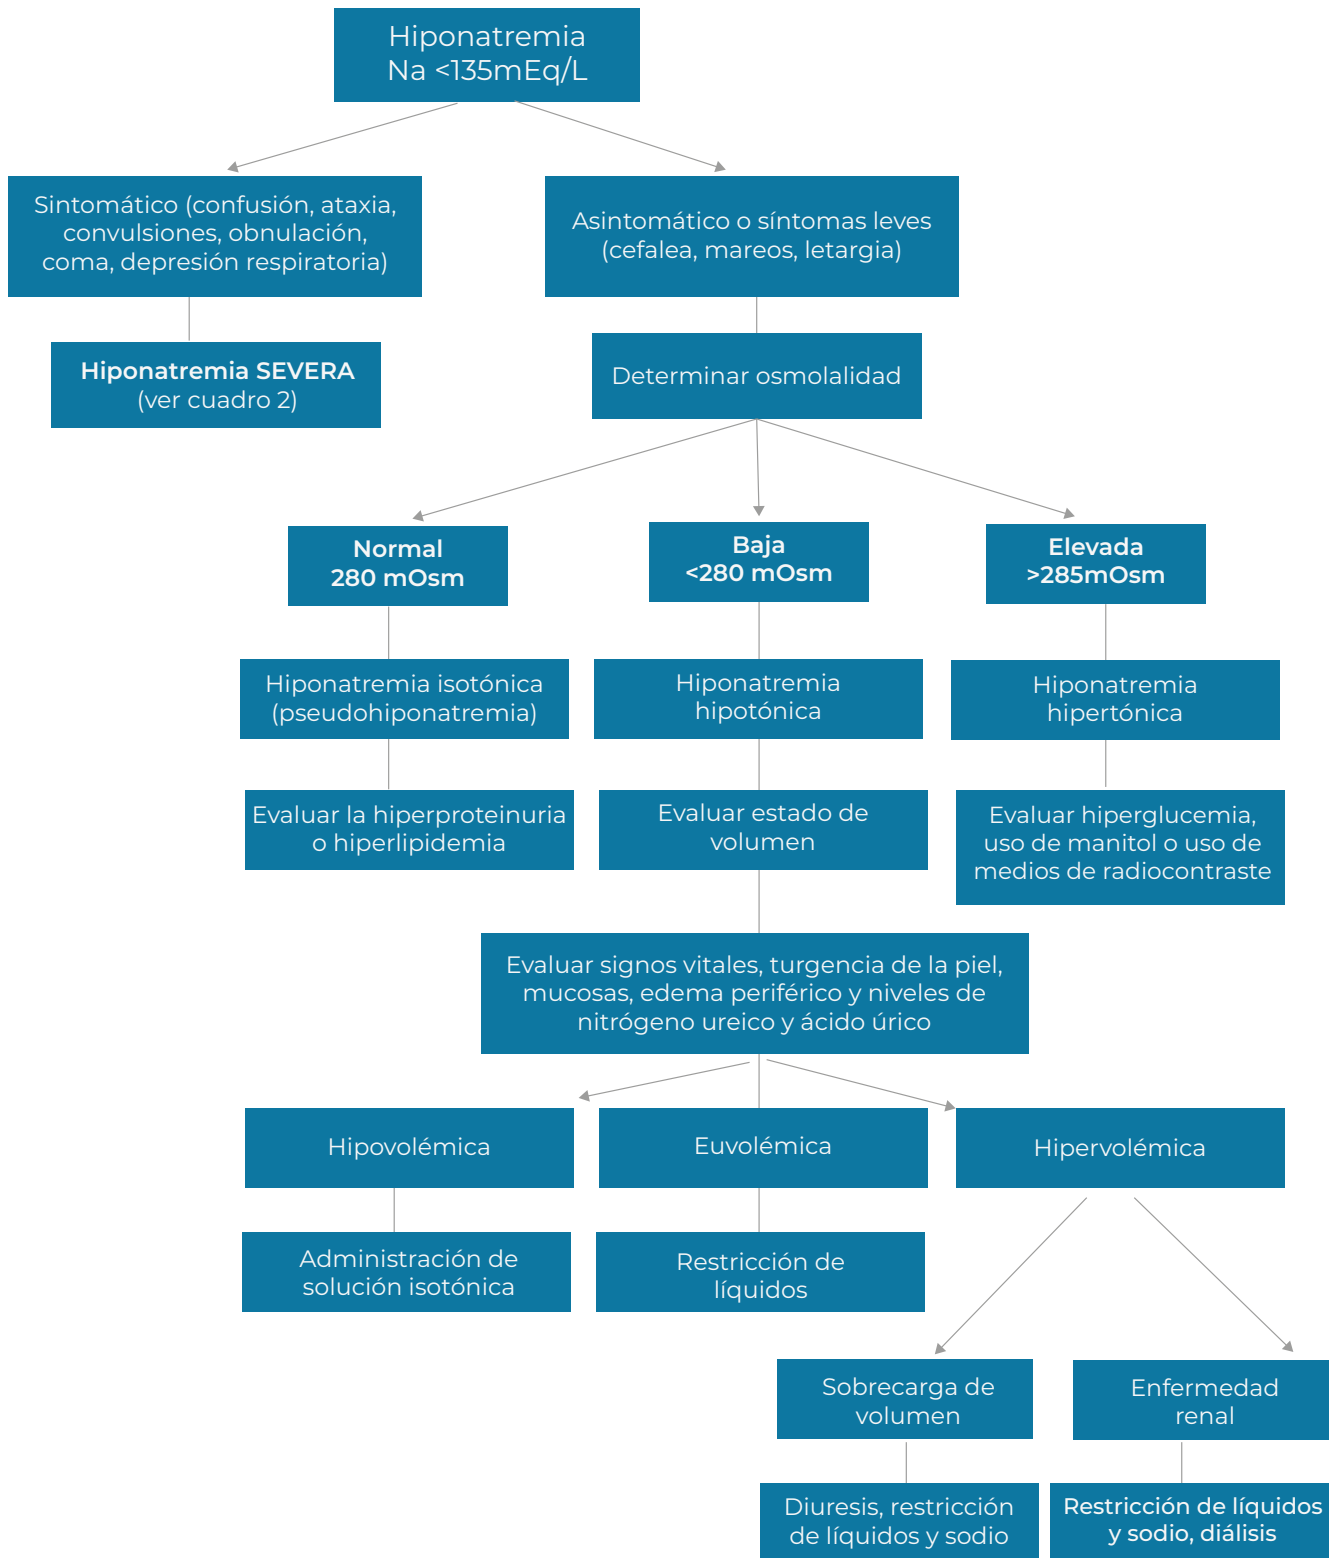 Hiponatremia
Na <135mEq/L
Sintomático (confusión, ataxia,
convulsiones, obnulación,
coma, depresión respiratoria)
Asintomático o síntomas leves
(cefalea, mareos, letargia)
Hiponatremia SEVERA
(ver cuadro 2)
Determinar osmolalidad
Normal
280 mOsm
Baja
<280 mOsm
Elevada
>285mOsm
Hiponatremia isotónica
(pseudohiponatremia)
Hiponatremia
hipotónica
Hiponatremia
hipertónica
Evaluar la hiperproteinuria
o hiperlipidemia
Evaluar estado de
volumen
Evaluar hiperglucemia,
uso de manitol o uso de
medios de radiocontraste
Evaluar signos vitales, turgencia de la piel,
mucosas, edema periférico y niveles de
nitrógeno ureico y ácido úrico
Hipovolémica
Euvolémica
Hipervolémica
Administración de
solución isotónica
Restricción de
líquidos
Sobrecarga de
volumen
Enfermedad
renal
Diuresis, restricción
de líquidos y sodio
Restricción de líquidos
y sodio, diálisis